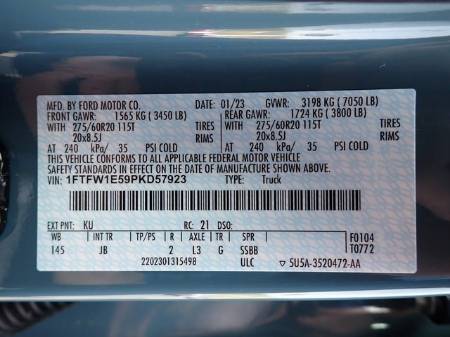 MFD. BY FORD MOTOR CO. 01/23 GVWR: 3198 KG (7050 LB)
FRONT GAWR: 1565 KG (3450 LB) REAR GAWR: 1724 KG (3800 LB)
WITH 275/60R20 115T TIRES WITH 275/60R20 115T TIRES
20x8.5J RIMS 20x8.5J RIMS
AT 240 kPa/ 35 PSI COLD AT 240 kPa/ 35 PSI COLD
THIS VEHICLE CONFORMS TO ALL APPLICABLE FEDERAL MOTOR VEHICLE
SAFETY STANDARDS IN EFFECT ON THE DATE OF MANUFACTURE SHOWN ABOVE.
VIN: 1FTFW1E59PKD57923 TYPE: Truck
EXT PNT: KU RC: 21 DSO:
WB INT TR TP/PS R AXLE TR SPR F0104
145 JB 2 L3 G SSBB T0772
2202301315498 ULC 5U5A-3520472-AA